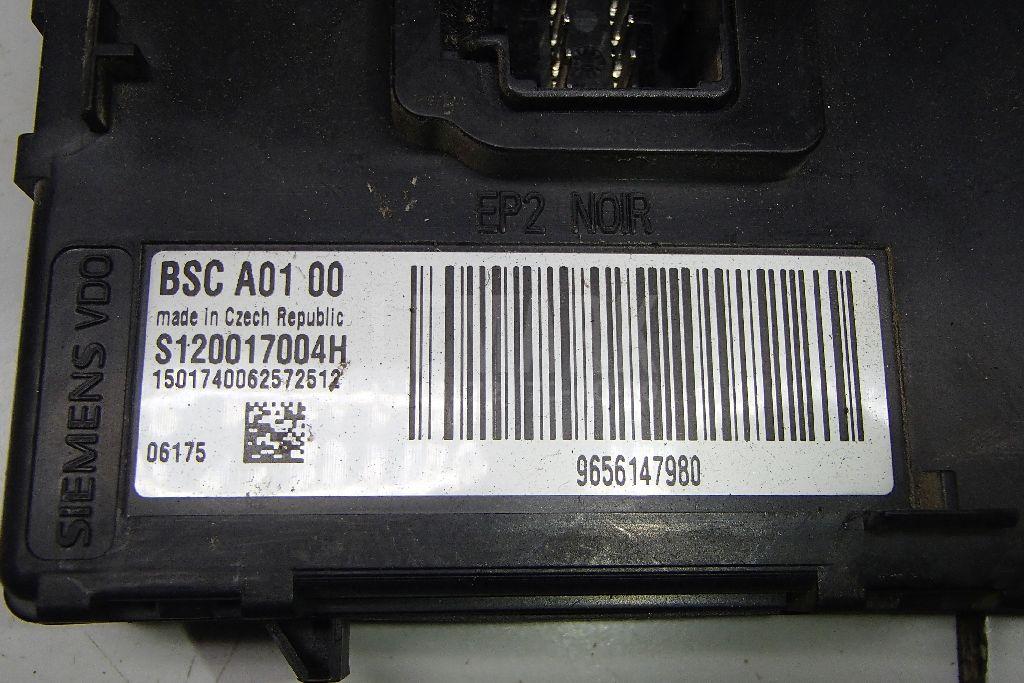 EP2 NOIR
SIEMENS VDO
BSC A01 00
made in Czech Republic
S120017004H
1501740062572512
06175
9656147980